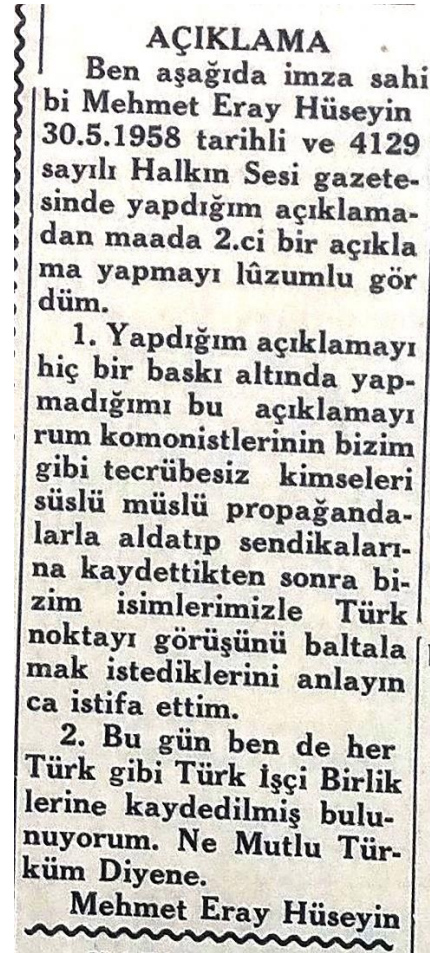 AÇIKLAMA
Ben aşağıda imza sahi
bi Mehmet Eray Hüseyin
30.5.1958 tarihli ve 4129
sayılı Halkın Sesi gazete-
sinde yapdığım açıklama-
dan maada 2.ci bir açıkla
ma yapmayı lûzumlu gör
düm.
1. Yapdığım açıklamayı
hiç bir baskı altında yap-
madığımı bu açıklamayı
rum komonistlerinin bizim
gibi tecrübesiz kimseleri
süslü müslü propağanda-
larla aldatıp sendikaları-
na kaydettikten sonra bi-
zim isimlerimizle Türk
noktayı görüşünü baltala
mak istediklerini anlayın
ca istifa ettim.
2. Bu gün ben de her
Türk gibi Türk İşçi Birlik
lerine kaydedilmiş bulu-
nuyorum. Ne Mutlu Tür-
küm Diyene.
Mehmet Eray Hüseyin